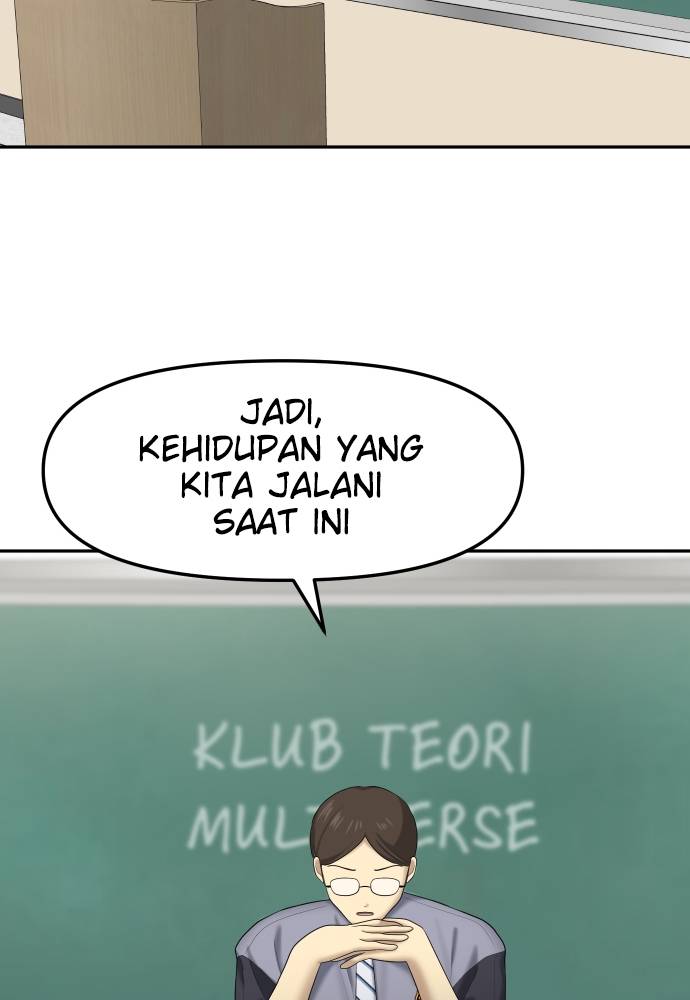 JADI,
KEHIDUPAN YANG
KITA JALANI
SAAT INI
KLUB TEORI